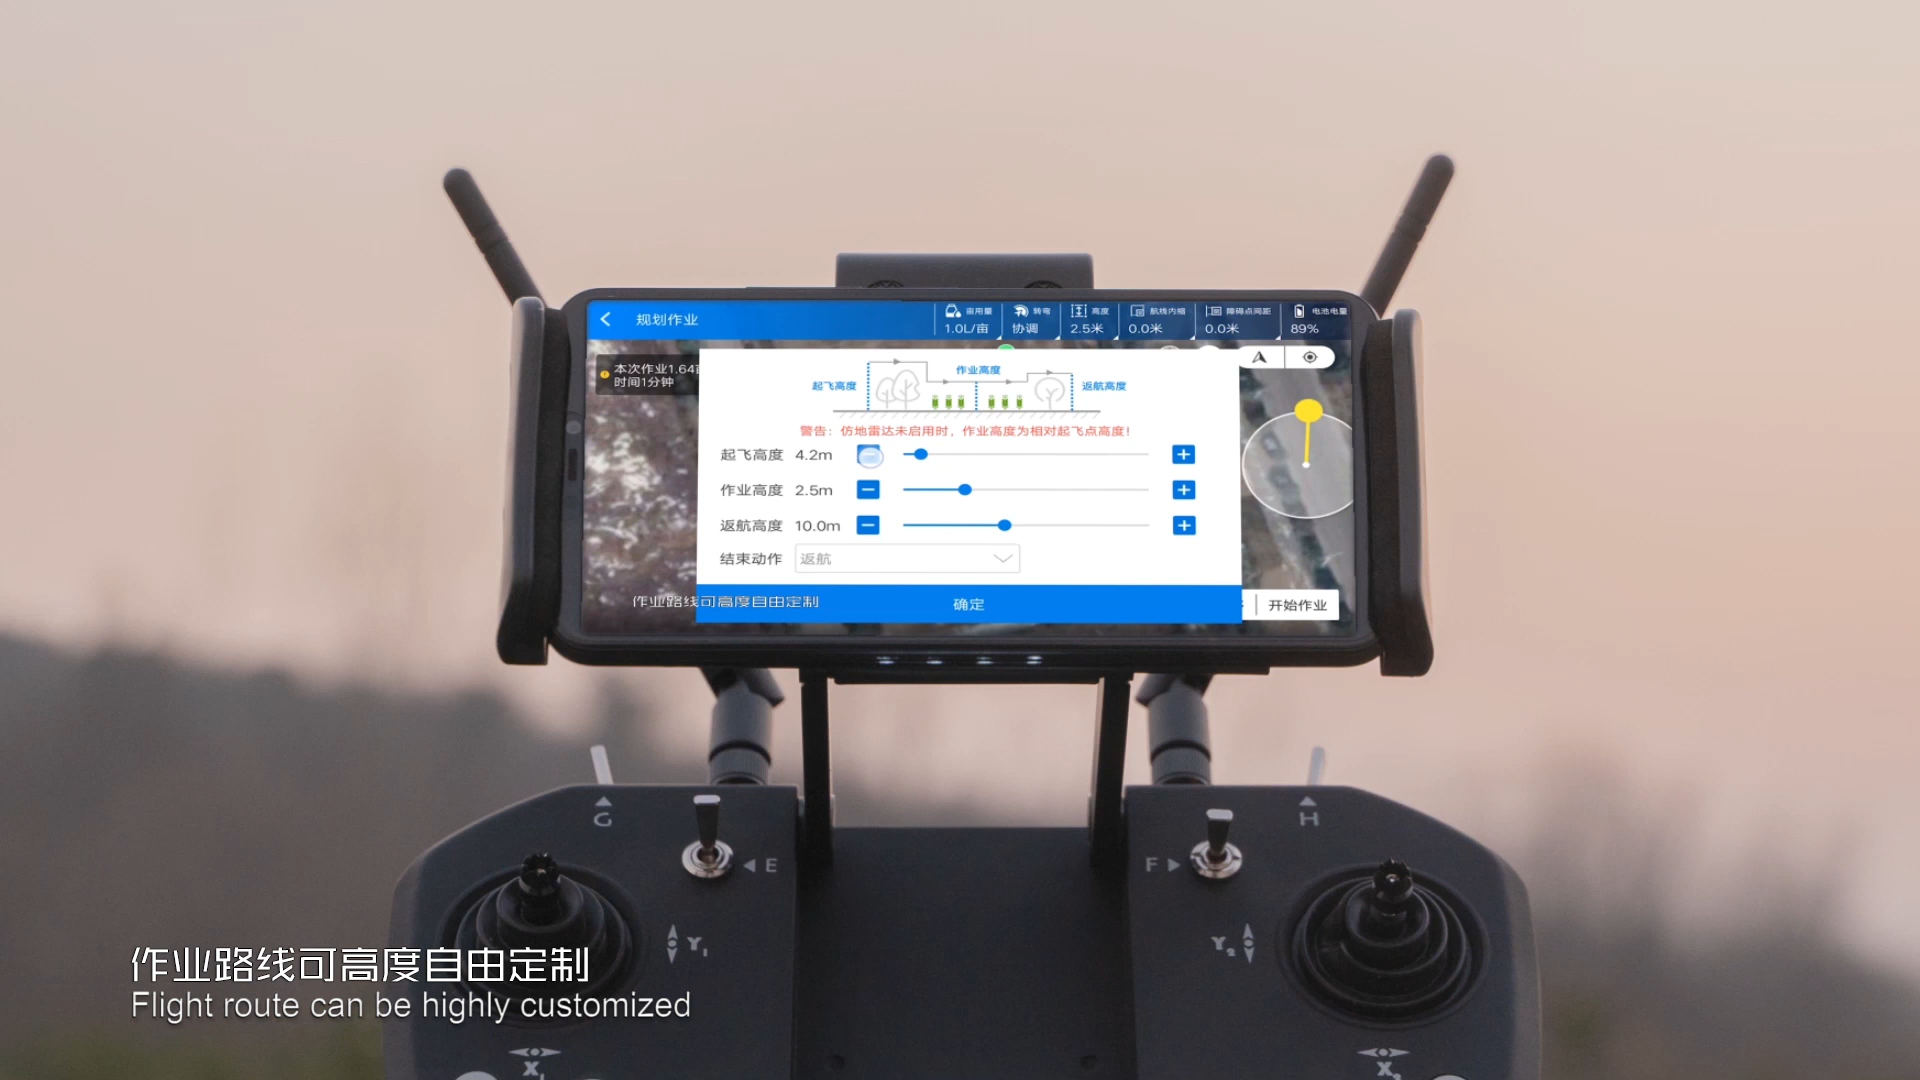 规划作业
亩用量
1.0L/亩
转弯
协调
高度
2.5米
航线内缩
0.0米
障碍点间距
0.0米
电池电量
89%
本次作业1.64
时间1分钟
起飞高度
作业高度
返航高度
警告：仿地雷达未启用时，作业高度为相对起飞点高度！
起飞高度 4.2m
作业高度 2.5m
返航高度 10.0m
结束动作 返航
作业路线可高度自由定制
确定
开始作业
G
H
E
F
Y1
Y2
作业路线可高度自由定制
Flight route can be highly customized
X1
X2